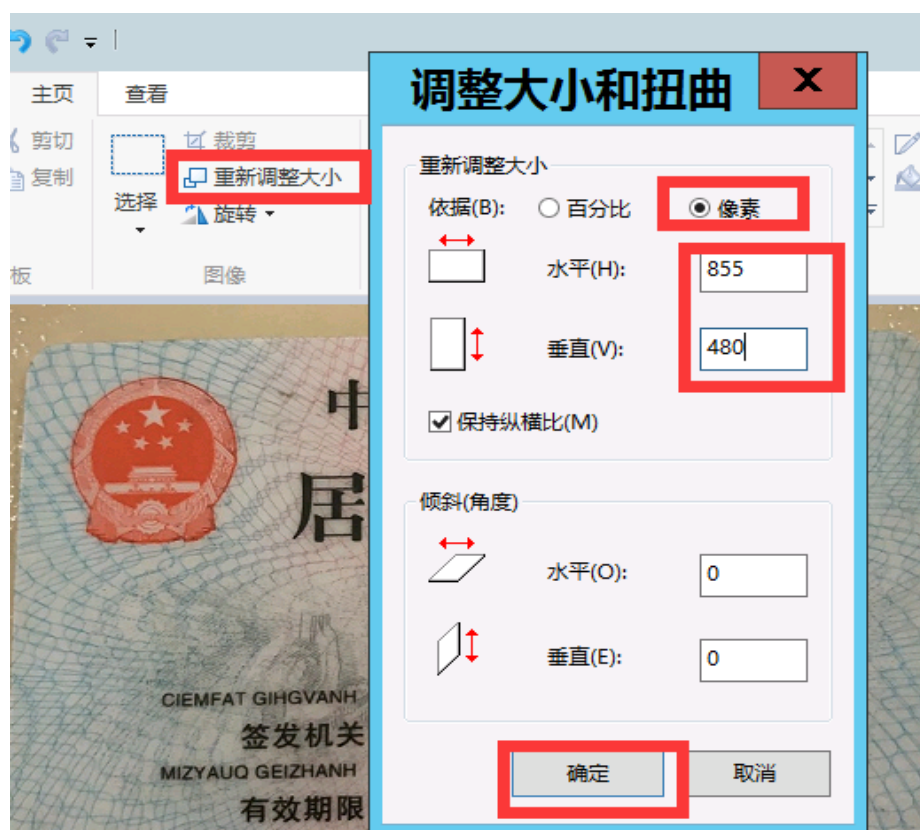 调整大小和扭曲
主页 查看
剪切
复制
选择
裁剪
重新调整大小
旋转
板
图像
重新调整大小
依据(B): 百分比 像素
水平(H): 855
垂直(V): 480
保持纵横比(M)
倾斜(角度)
水平(O): 0
垂直(E): 0
确定 取消
中
居
CIEMFAT GIHGVANH
签发机关
MIZYAUQ GEIZHANH
有效期限